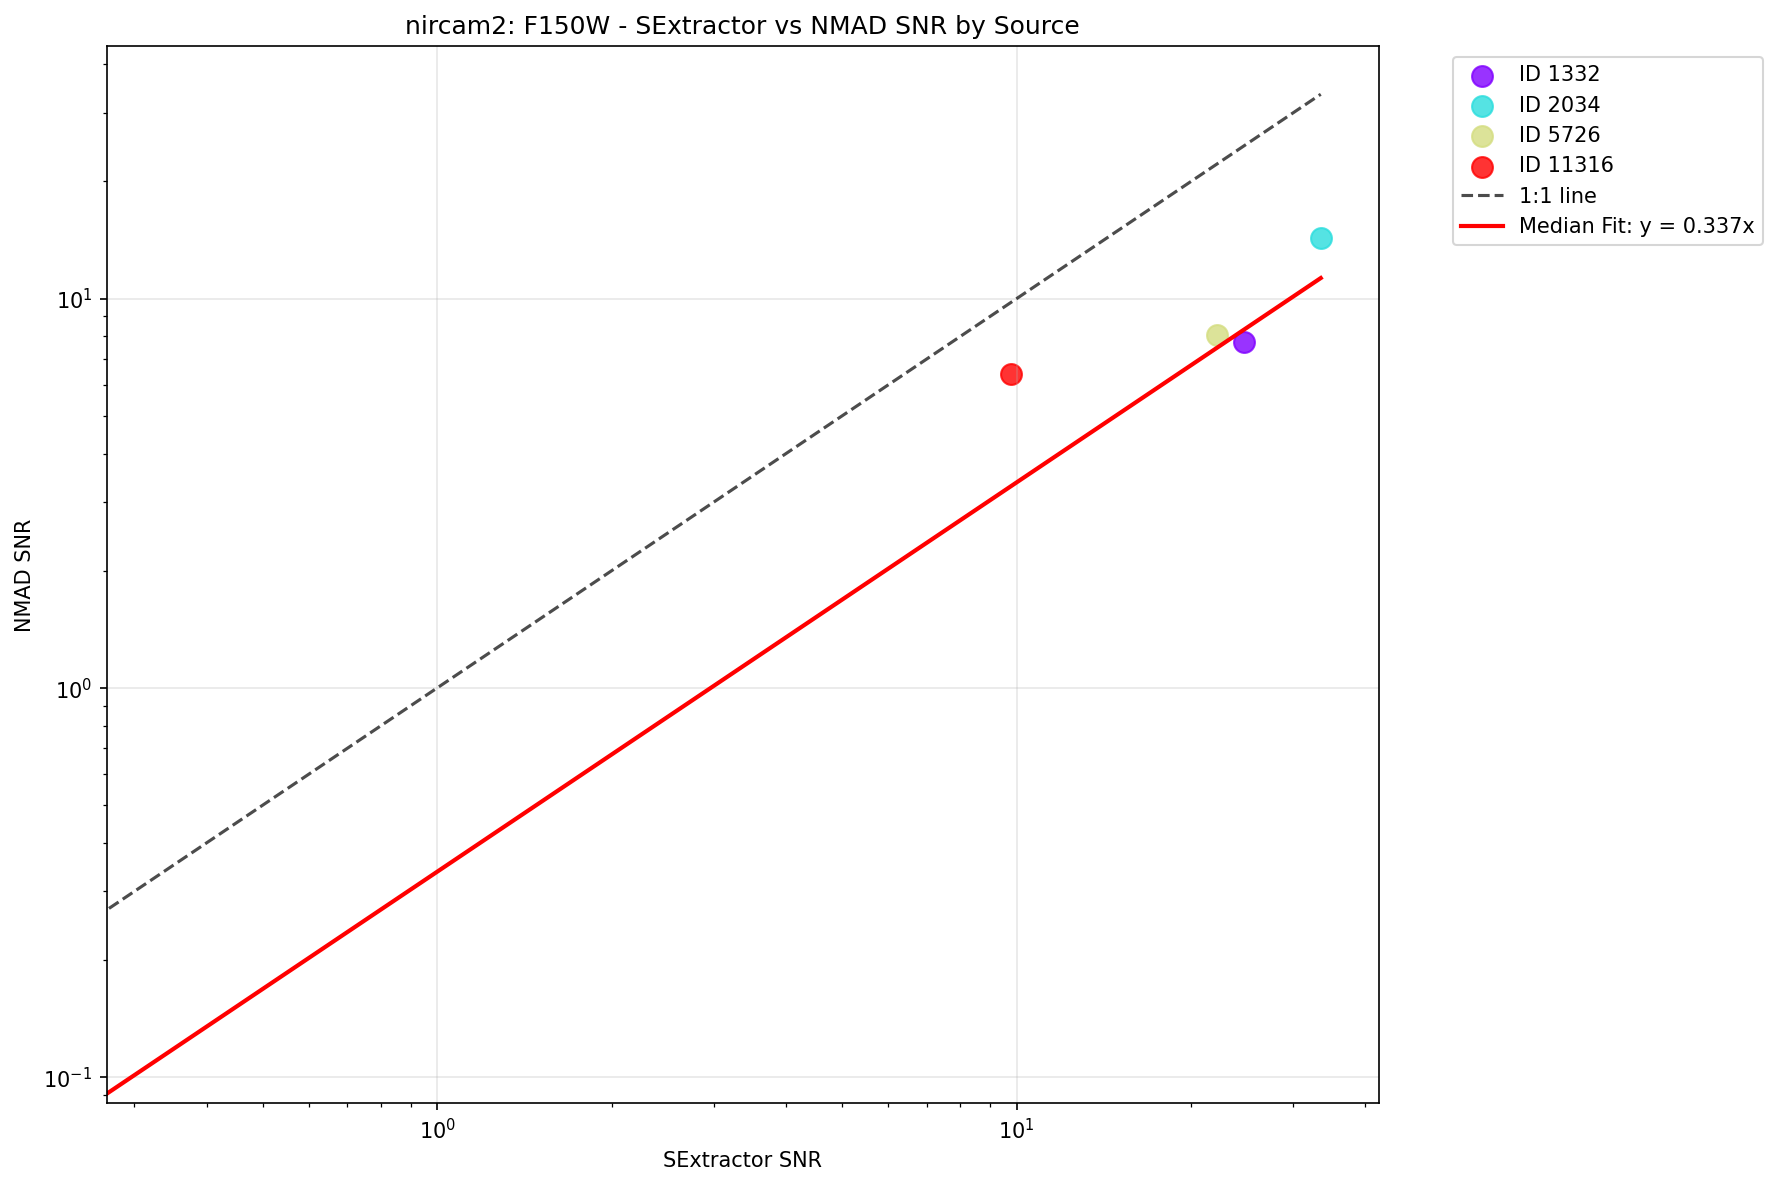 nircam2: F150W - SExtractor vs NMAD SNR by Source
ID 1332
ID 2034
ID 5726
ID 11316
1:1 line
Median Fit: y = 0.337x
NMAD SNR
10¹
10⁰
10⁻¹
10⁰ 10¹
SExtractor SNR